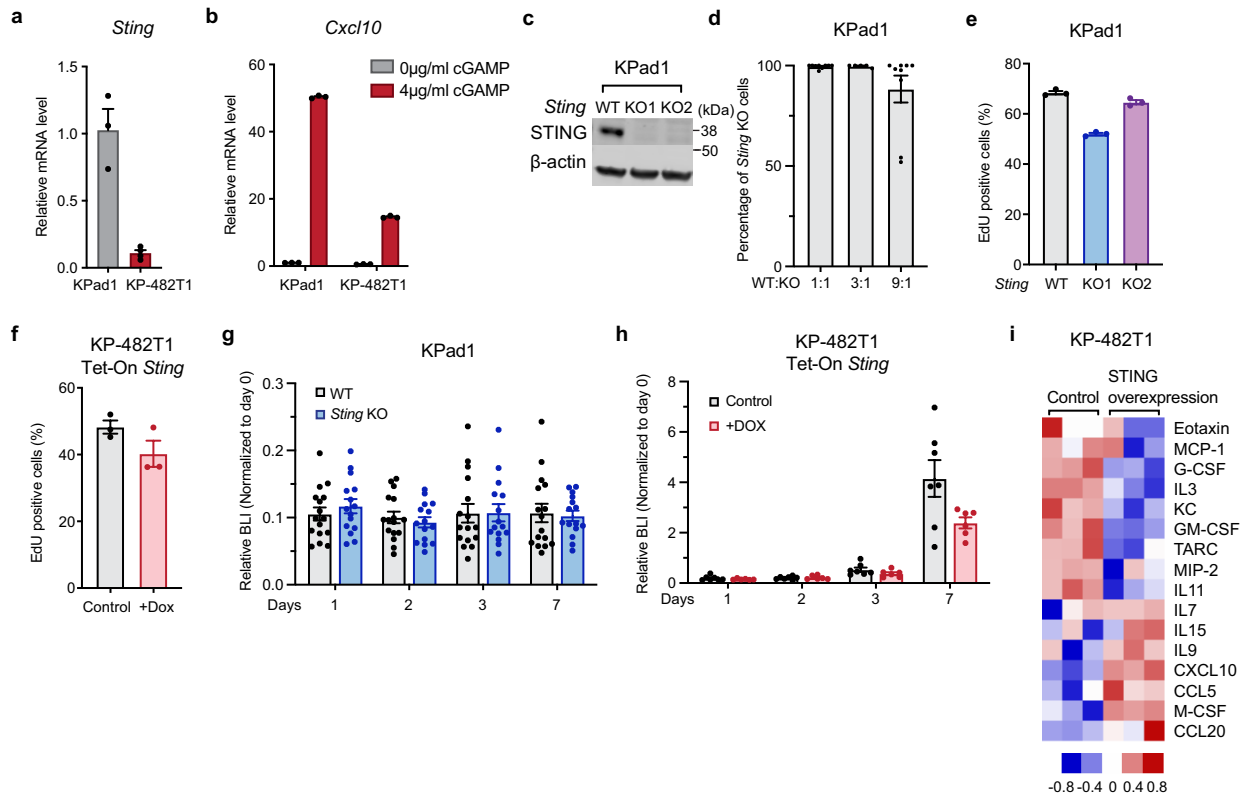 a
Sting
Relatieve mRNA level
1.5
1.0
0.5
0.0
KPad1 KP-482T1
b
Cxcl10
Relatieve mRNA level
60
40
20
0
0μg/ml cGAMP
4μg/ml cGAMP
KPad1 KP-482T1
c
KPad1
Sting WT KO1 KO2 (kDa)
STING
38
50
β-actin
d
KPad1
Percentage of Sting KO cells
100
50
0
WT:KO 1:1 3:1 9:1
e
KPad1
EdU positive cells (%)
80
60
40
20
0
Sting WT KO1 KO2
f
KP-482T1
Tet-On Sting
EdU positive cells (%)
60
40
20
0
Control +Dox
g
KPad1
Relative BLI (Normalized to day 0)
0.3
0.2
0.1
0.0
WT
Sting KO
Days 1 2 3 7
h
KP-482T1
Tet-On Sting
Relative BLI (Normalized to day 0)
8
6
4
2
0
Control
+DOX
Days 1 2 3 7
i
KP-482T1
STING
Control overexpression
Eotaxin
MCP-1
G-CSF
IL3
KC
GM-CSF
TARC
MIP-2
IL11
IL7
IL15
IL9
CXCL10
CCL5
M-CSF
CCL20
-0.8 -0.4 0 0.4 0.8